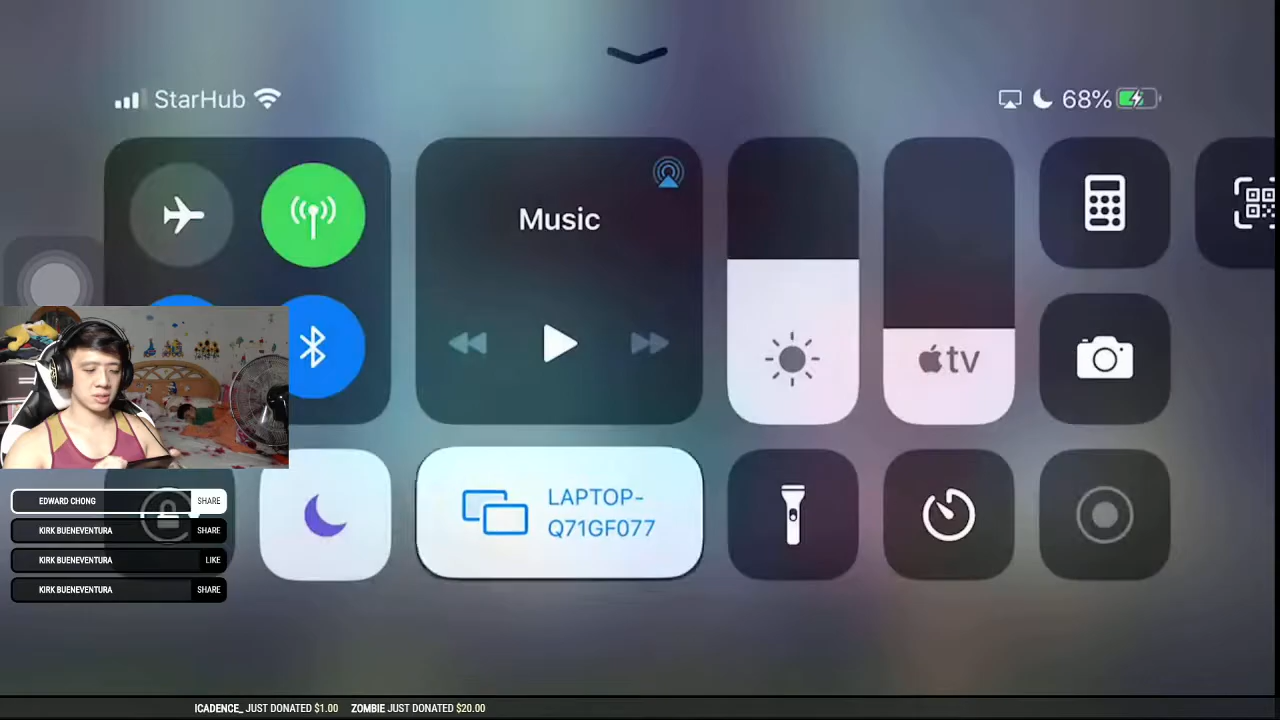 StarHub
68%
Music
tv
LAPTOP-
Q71GF077
EDWARD CHONG SHARE
KIRK BUENEVENTURA SHARE
KIRK BUENEVENTURA LIKE
KIRK BUENEVENTURA SHARE
ICADENCE_ JUST DONATED $1.00 ZOMBIE JUST DONATED $20.00